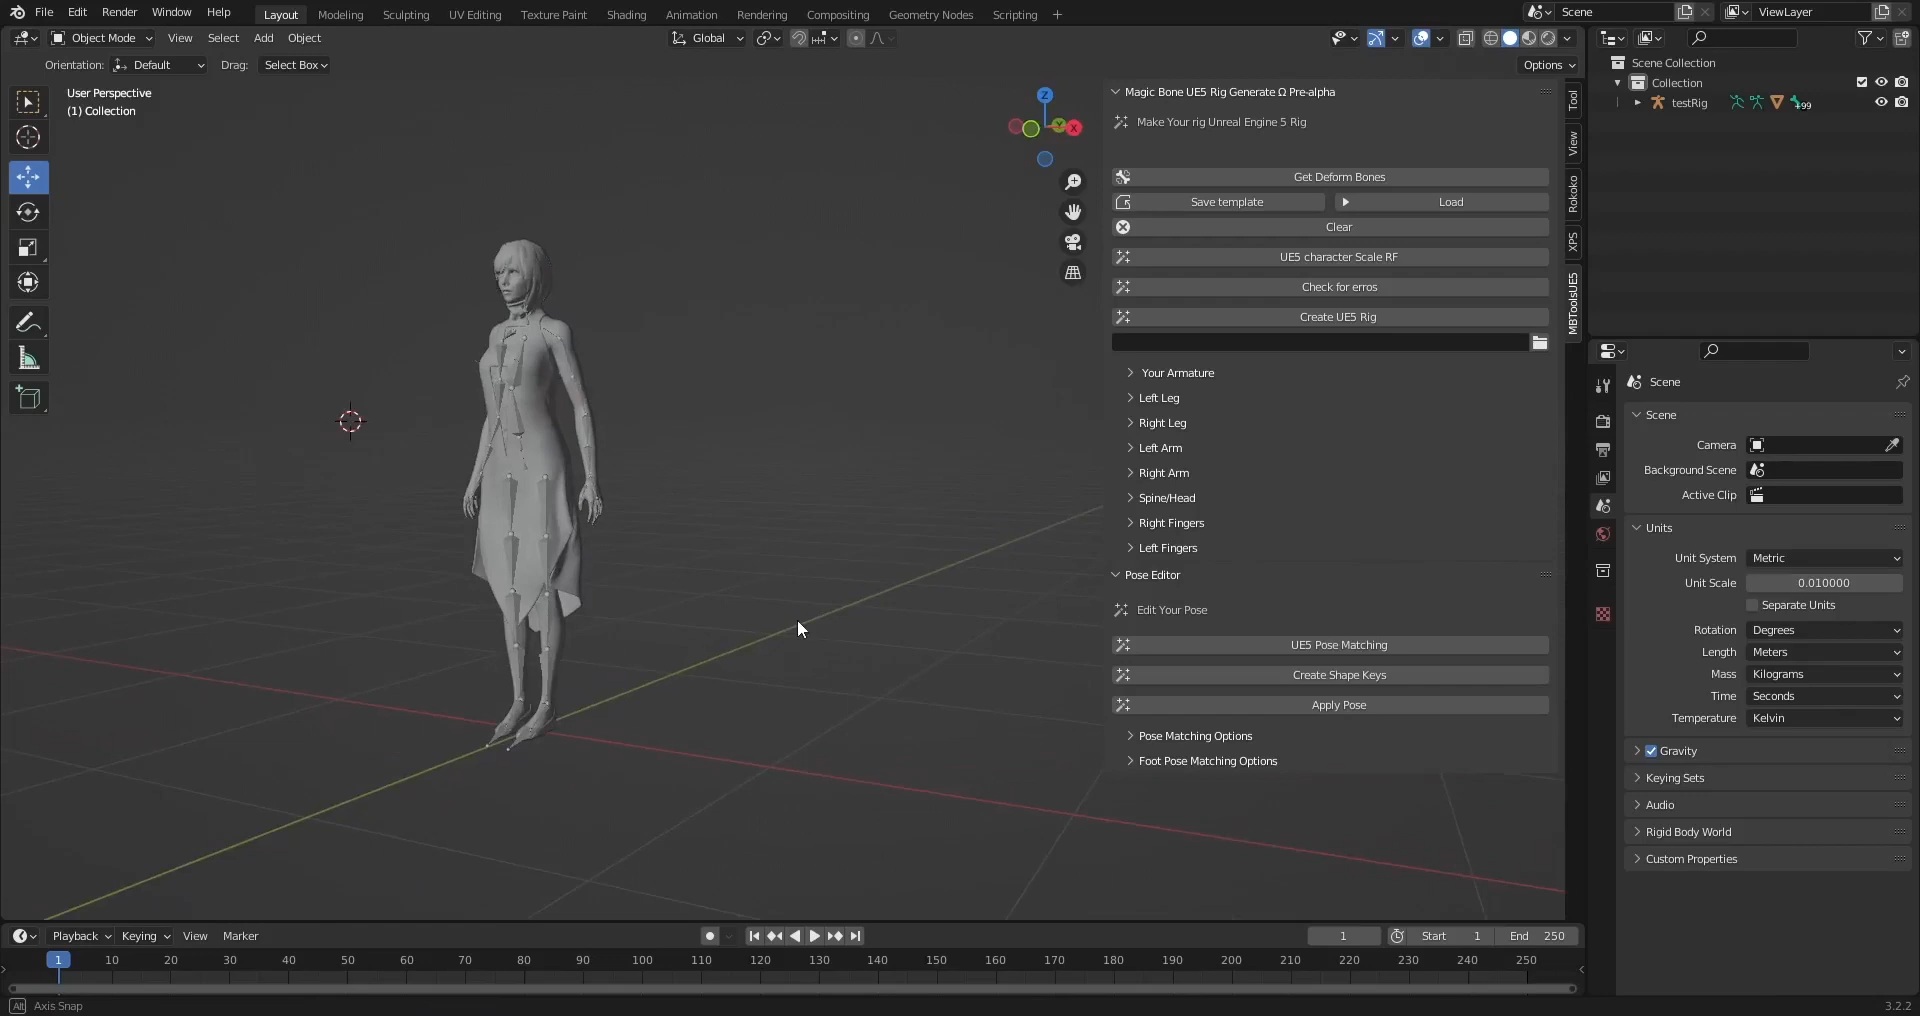 File Edit Render Window Help Layout Modeling Sculpting UV Editing Texture Paint Shading Animation Rendering Compositing Geometry Nodes Scripting + Scene ViewLayer
Object Mode View Select Add Object Global
Orientation: Default Drag: Select Box Options
User Perspective
(1) Collection
Z
Y
X
Magic Bone UE5 Rig Generate Ω Pre-alpha
Make Your rig Unreal Engine 5 Rig
Get Deform Bones
Save template Load
Clear
UE5 character Scale RF
Check for erros
Create UE5 Rig
Your Armature
Left Leg
Right Leg
Left Arm
Right Arm
Spine/Head
Right Fingers
Left Fingers
Pose Editor
Edit Your Pose
UE5 Pose Matching
Create Shape Keys
Apply Pose
Pose Matching Options
Foot Pose Matching Options
Tool
View
Rokoko
XPS
MBToolsUE5
Scene Collection
Collection
testRig 99
Scene
Scene
Camera
Background Scene
Active Clip
Units
Unit System Metric
Unit Scale 0.010000
Separate Units
Rotation Degrees
Length Meters
Mass Kilograms
Time Seconds
Temperature Kelvin
Gravity
Keying Sets
Audio
Rigid Body World
Custom Properties
Playback Keying View Marker 1 Start 1 End 250
1 10 20 30 40 50 60 70 80 90 100 110 120 130 140 150 160 170 180 190 200 210 220 230 240 250
Alt Axis Snap 3.2.2